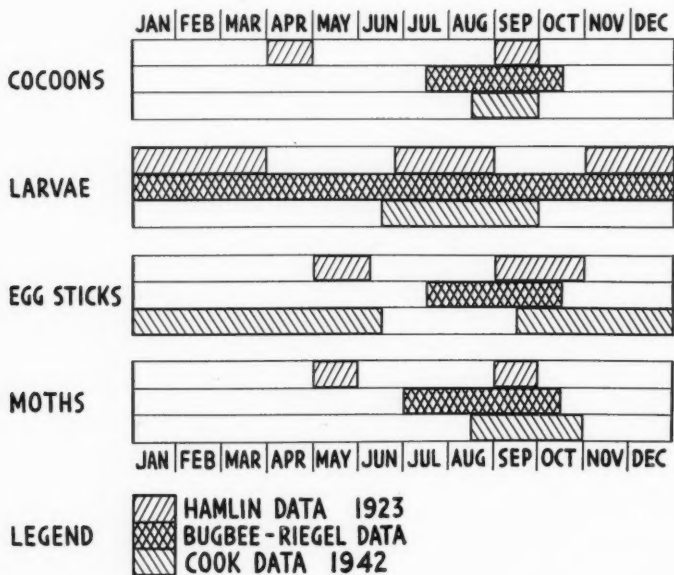 JAN FEB MAR APR MAY JUN JUL AUG SEP OCT NOV DEC
COCOONS
LARVAE
EGG STICKS
MOTHS
JAN FEB MAR APR MAY JUN JUL AUG SEP OCT NOV DEC
HAMLIN DATA 1923
LEGEND BUGBEE-RIEGEL DATA
COOK DATA 1942